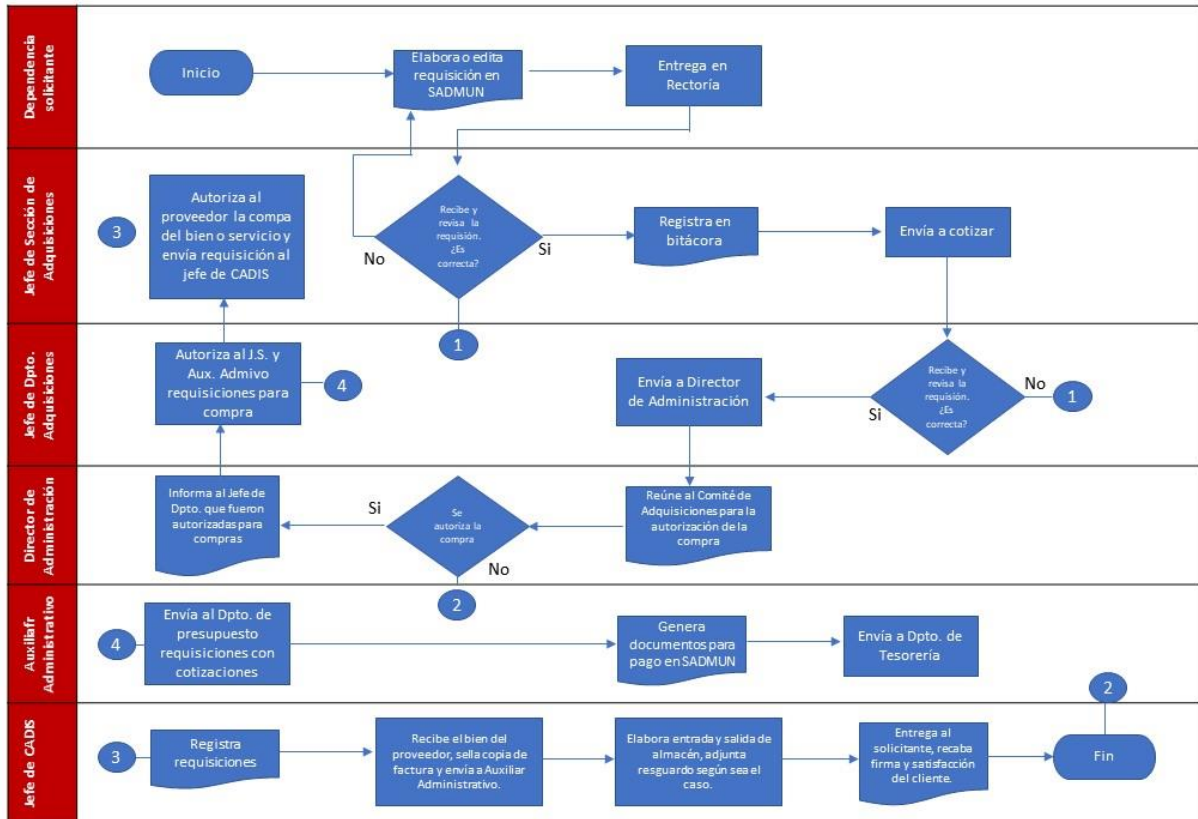 Dependencia
solicitante
Inicio
Elabora o edita
requisición en
SADMUN
Entrega en
Rectoría
Jefe de Sección de
Adquisiciones
3
Autoriza al
proveedor la compa
del bien o servicio y
envía requisición al
jefe de CADIS
No
Recibe y
revisa la
requisión.
¿Es
correcta?
Si
Registra en
bitácora
Envía a cotizar
1
Jefe de Dpto.
Adquisiciones
Autoriza al J.S. y
Aux. Admivo
requisiciones para
compra
4
Envía a Director
de Administración
Si
Recibe y
revisa la
requisión.
¿Es
correcta?
No
1
Director de
Administración
Informa al Jefe de
Dpto. que fueron
autorizadas para
compras
Si
Se
autoriza la
compra
No
Reúne al Comité de
Adquisiciones para la
autorización de la
compra
2
Auxiliafr
Administrativo
4
Envía al Dpto. de
presupuesto
requisiciones con
cotizaciones
Genera
documentos para
pago en SADMUN
Envía a Dpto. de
Tesorería
2
Jefe de CADIS
3
Registra
requisiciones
Recibe el bien del
proveedor, sella copia de
factura y envía a Auxiliar
Administrativo.
Elabora entrada y salida de
almacén, adjunta
resguardo según sea el
caso.
Entrega al
solicitante, recaba
firma y satisfacción
del cliente.
Fin